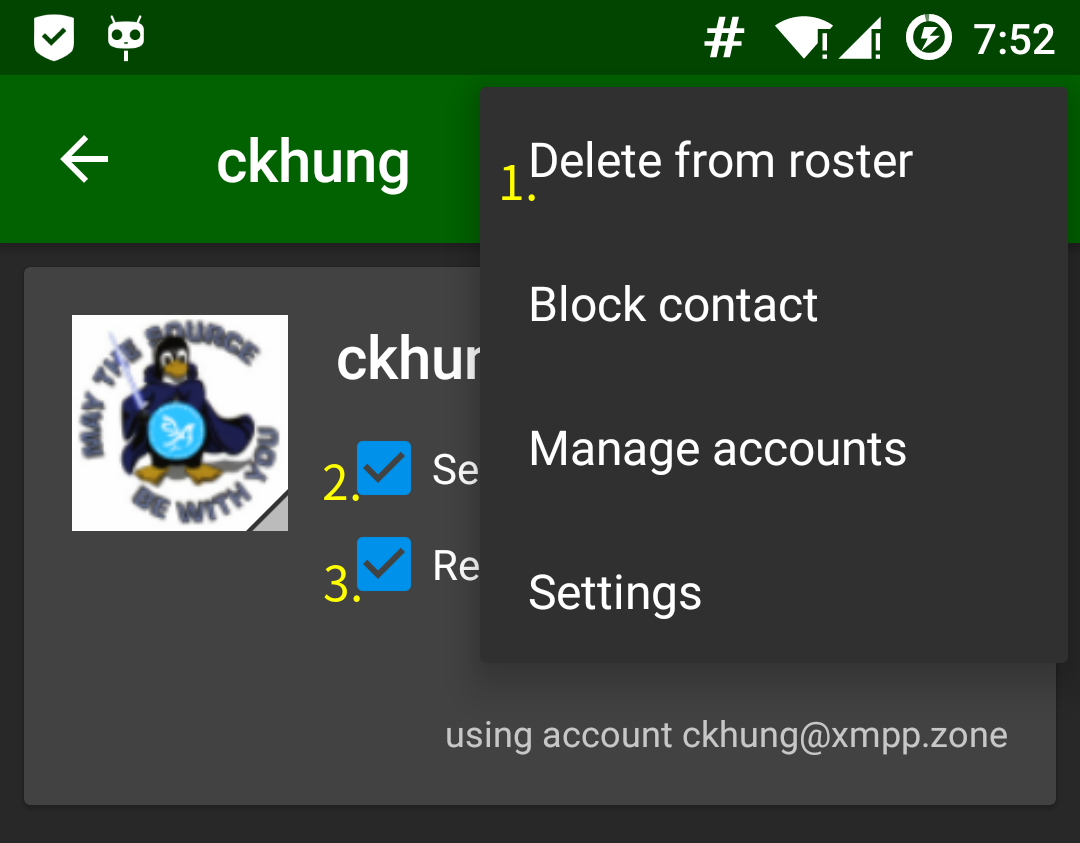 # 7:52
ckhung
1. Delete from roster
Block contact
Manage accounts
Settings
MAY THE SOURCE
BE WITH YOU
ckhu
2. Se
3. Re
using account ckhung@xmpp.zone